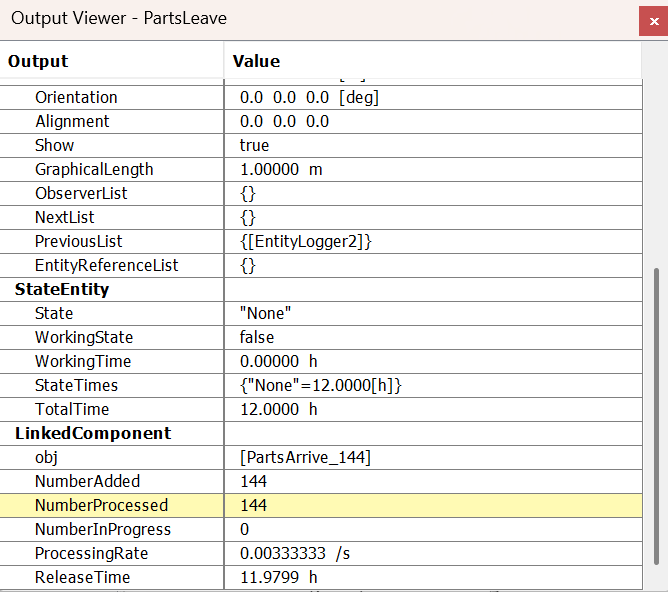 Output Viewer - PartsLeave
Output Value
Orientation 0.0 0.0 0.0 [deg]
Alignment 0.0 0.0 0.0
Show true
GraphicalLength 1.00000 m
ObserverList {}
NextList {}
PreviousList {[EntityLogger2]}
EntityReferenceList {}
StateEntity
State "None"
WorkingState false
WorkingTime 0.00000 h
StateTimes {"None"=12.0000[h]}
TotalTime 12.0000 h
LinkedComponent
obj [PartsArrive_144]
NumberAdded 144
NumberProcessed 144
NumberInProgress 0
ProcessingRate 0.00333333 /s
ReleaseTime 11.9799 h